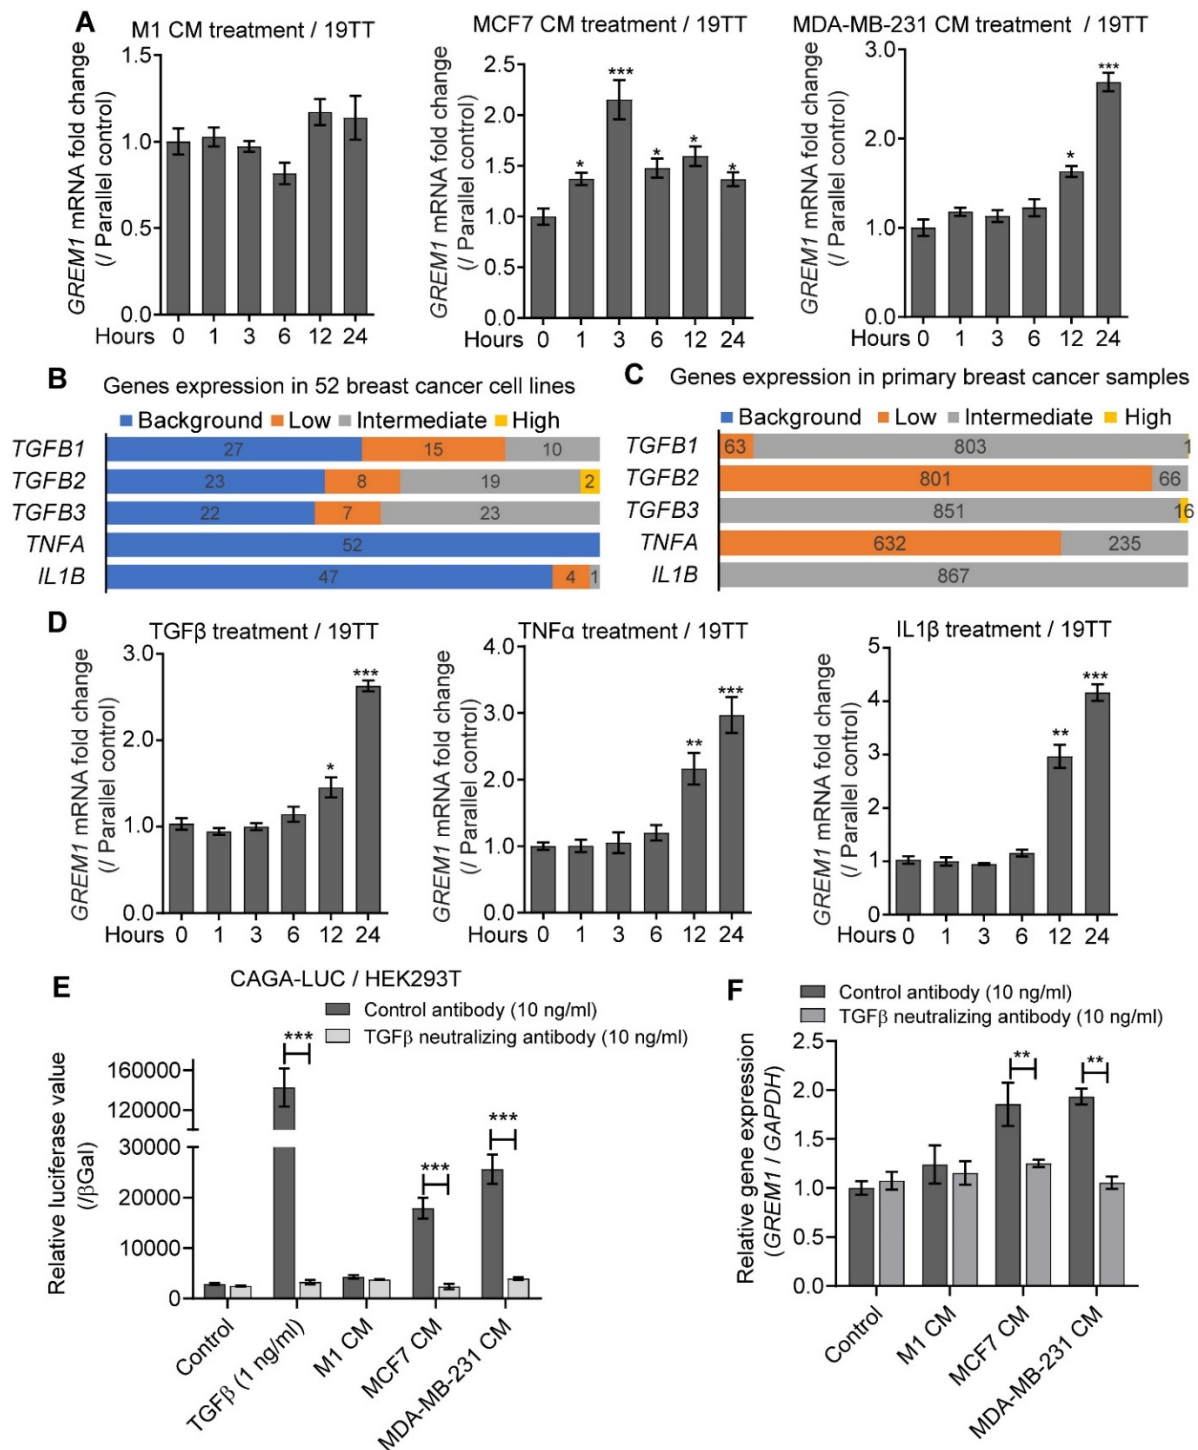 A
M1 CM treatment / 19TT
GREM1 mRNA fold change
(/ Parallel control)
1.5
1.0
0.5
0.0
Hours 0 1 3 6 12 24
MCF7 CM treatment / 19TT
GREM1 mRNA fold change
(/ Parallel control)
2.5
2.0
1.5
1.0
0.5
0.0
* *** * * *
Hours 0 1 3 6 12 24
MDA-MB-231 CM treatment / 19TT
GREM1 mRNA fold change
(/ Parallel control)
3.0
2.0
1.0
0.0
* ***
Hours 0 1 3 6 12 24
B
Genes expression in 52 breast cancer cell lines
Background Low Intermediate High
TGFB1 27 15 10
TGFB2 23 8 19 2
TGFB3 22 7 23
TNFA 52
IL1B 47 4 1
C
Genes expression in primary breast cancer samples
Background Low Intermediate High
TGFB1 63 803 1
TGFB2 801 66
TGFB3 851 16
TNFA 632 235
IL1B 867
D
TGFβ treatment / 19TT
GREM1 mRNA fold change
(/ Parallel control)
3.0
2.0
1.0
0.0
* ***
Hours 0 1 3 6 12 24
TNFα treatment / 19TT
GREM1 mRNA fold change
(/ Parallel control)
4.0
3.0
2.0
1.0
0.0
** ***
Hours 0 1 3 6 12 24
IL1β treatment / 19TT
GREM1 mRNA fold change
(/ Parallel control)
5
4
3
2
1
0
** ***
Hours 0 1 3 6 12 24
E
CAGA-LUC / HEK293T
Control antibody (10 ng/ml)
TGFβ neutralizing antibody (10 ng/ml)
Relative luciferase value
(/βGal)
160000
120000
30000
20000
10000
0
*** *** ***
Control
TGFβ (1 ng/ml)
M1 CM
MCF7 CM
MDA-MB-231 CM
F
Control antibody (10 ng/ml)
TGFβ neutralizing antibody (10 ng/ml)
Relative gene expression
(GREM1 / GAPDH)
2.5
2.0
1.5
1.0
0.5
0.0
** **
Control
M1 CM
MCF7 CM
MDA-MB-231 CM